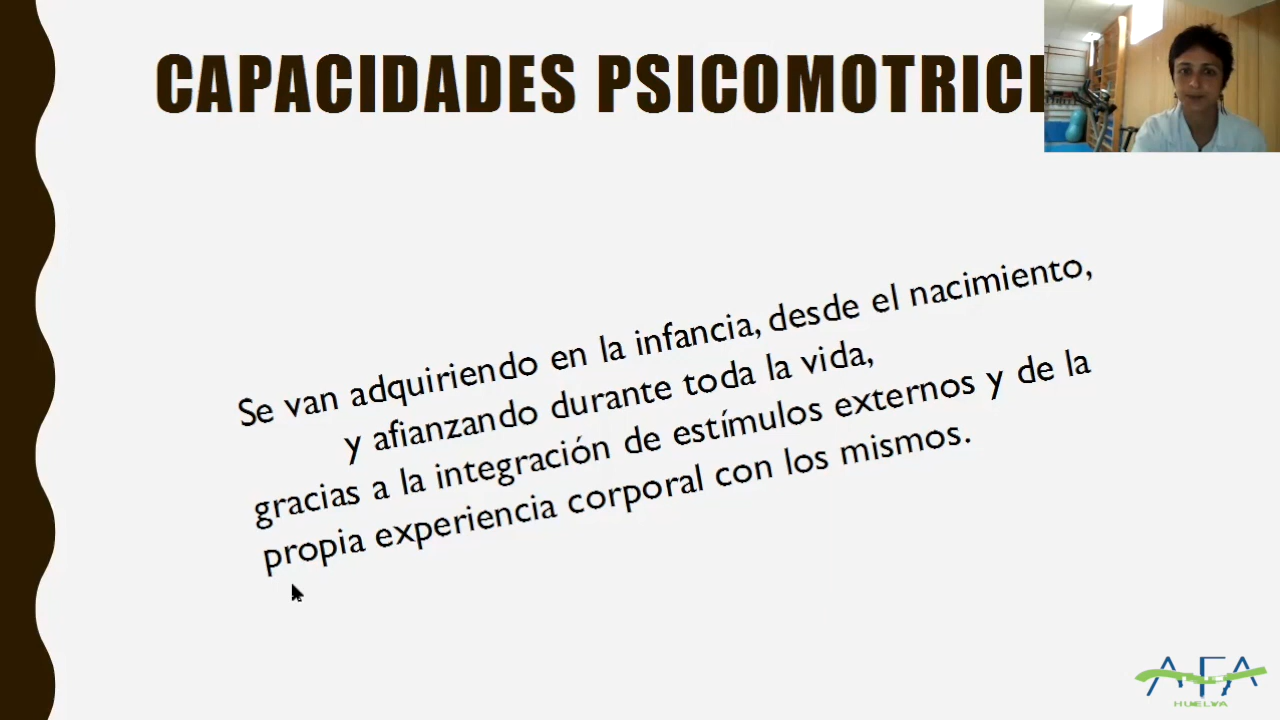 CAPACIDADES PSICOMOTRICE
Se van adquiriendo en la infancia, desde el nacimiento,
y afianzando durante toda la vida,
gracias a la integración de estímulos externos y de la
propia experiencia corporal con los mismos.
AFA
HUELVA